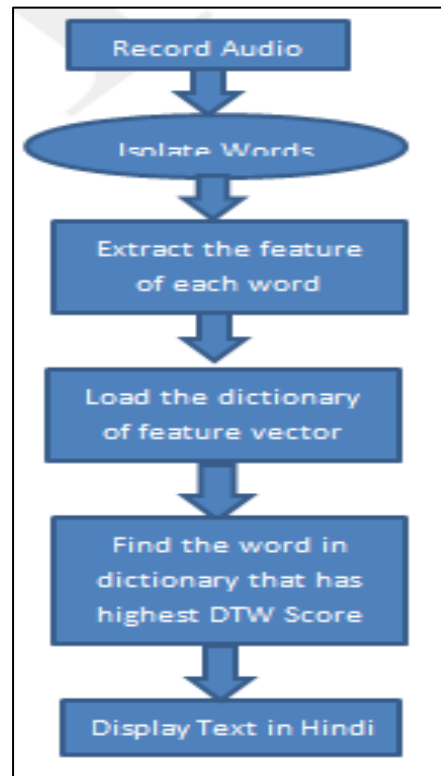 Record Audio
Isolate Words
Extract the feature
of each word
Load the dictionary
of feature vector
Find the word in
dictionary that has
highest DTW Score
Display Text in Hindi